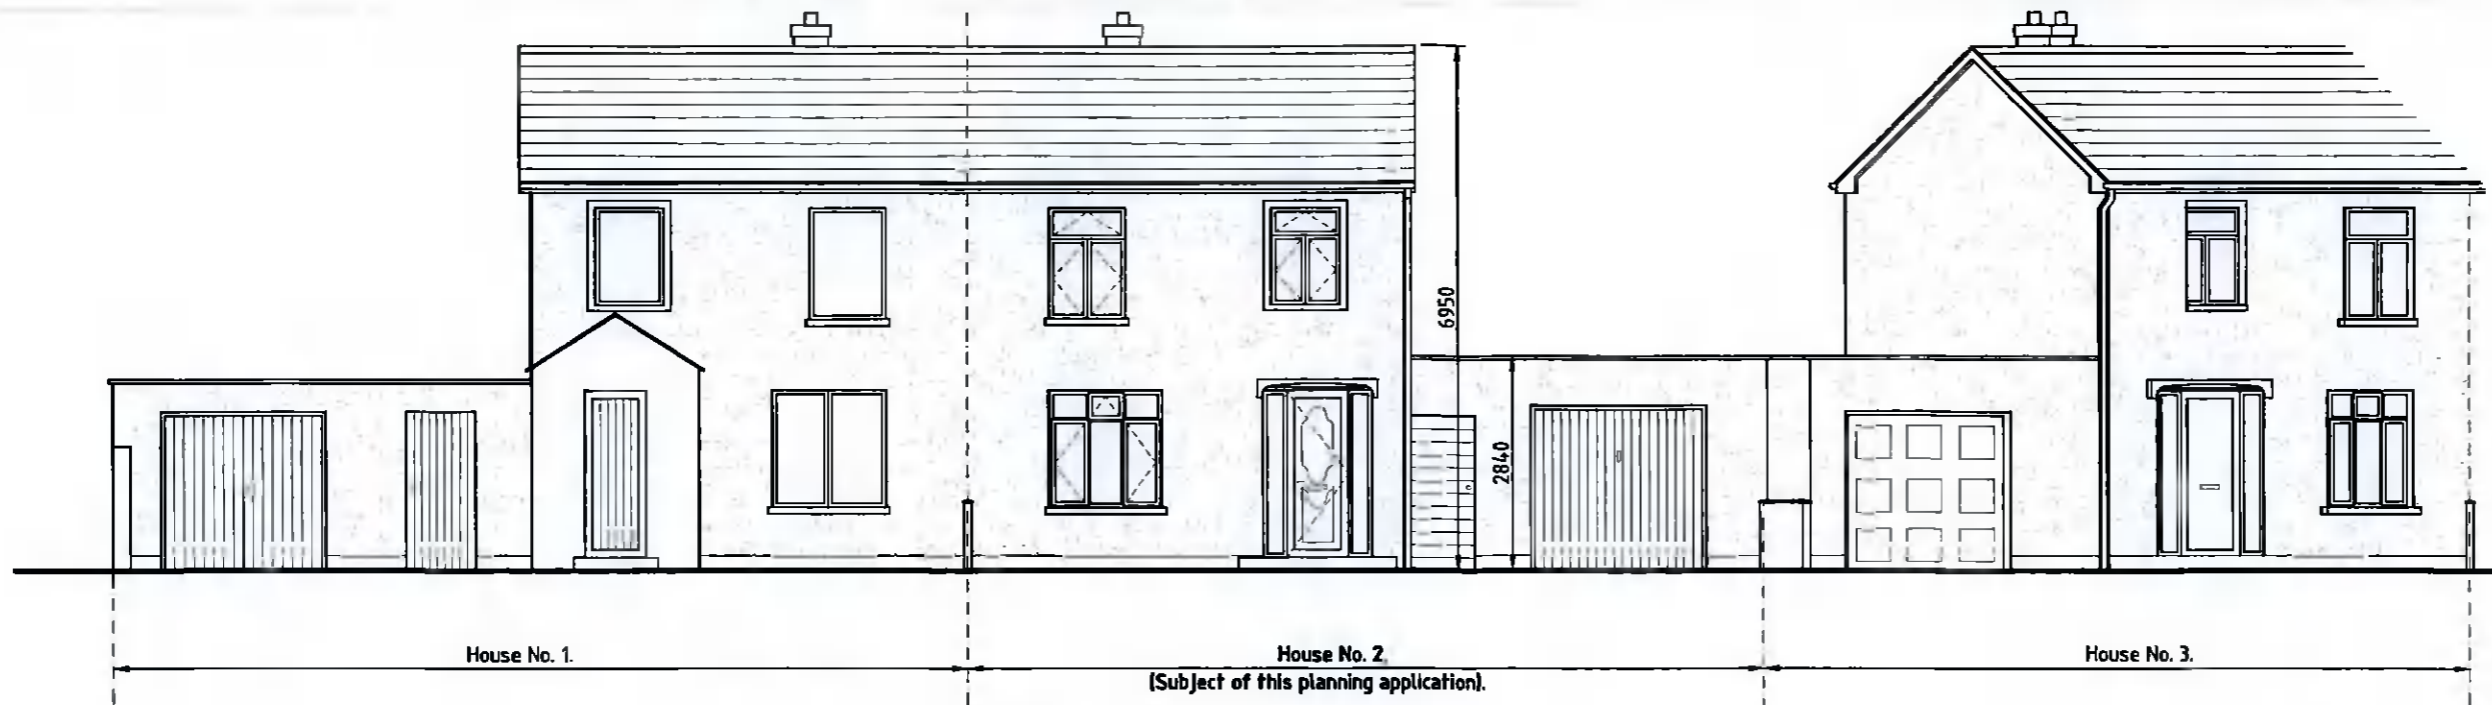 6950
2840
House No. 1.
House No. 2.
(Subject of this planning application).
House No. 3.